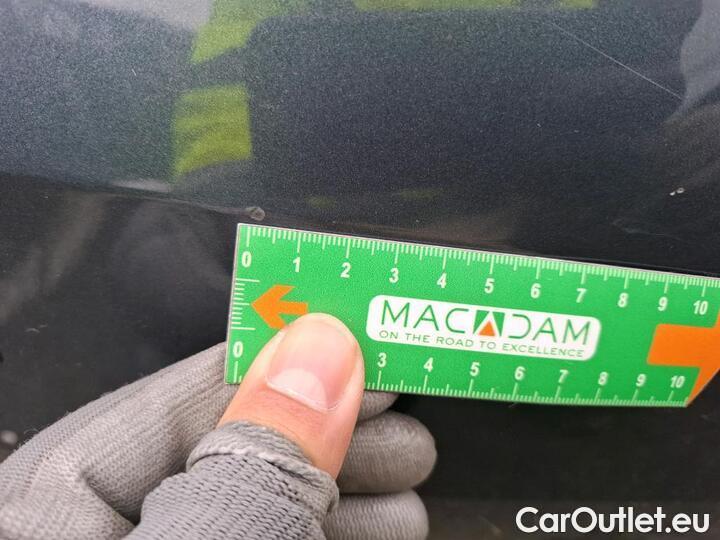 0 1 2 3 4 5 6 7 8 9 10
MACADAM
ON THE ROAD TO EXCELLENCE
0 3 4 5 6 7 8 9 10
CarOutlet.eu